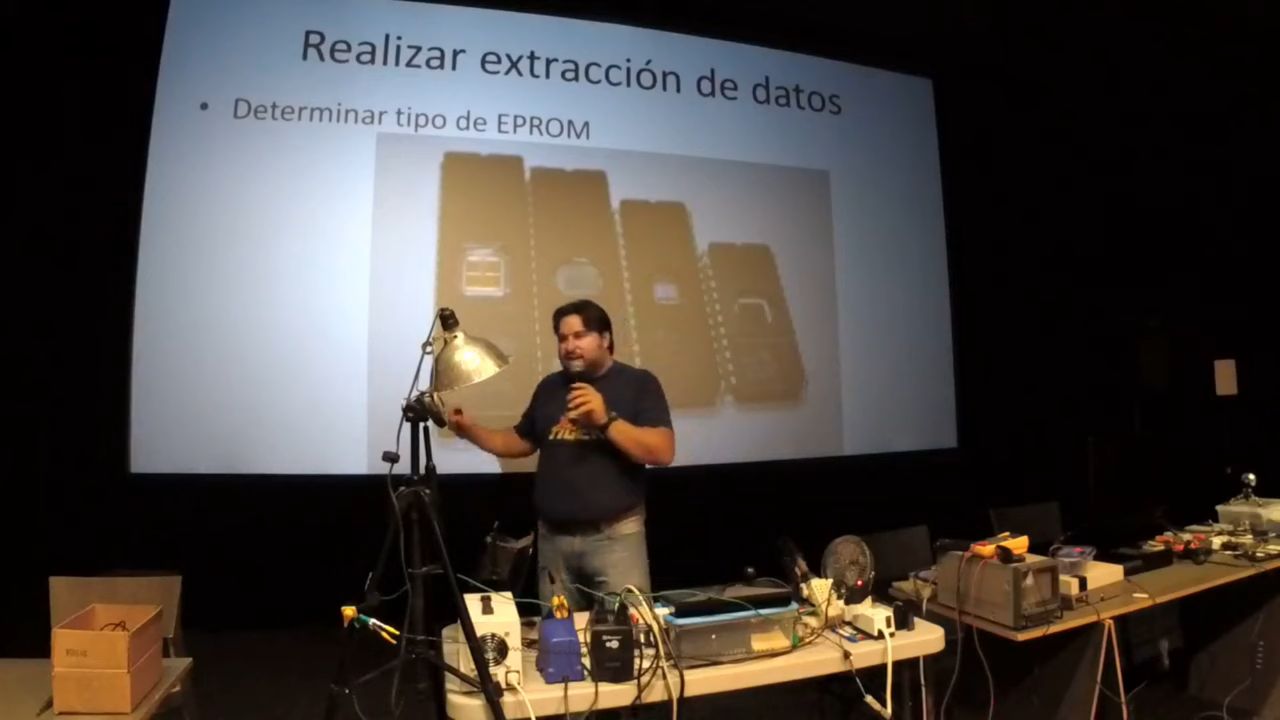 Realizar extracción de datos
• Determinar tipo de EPROM